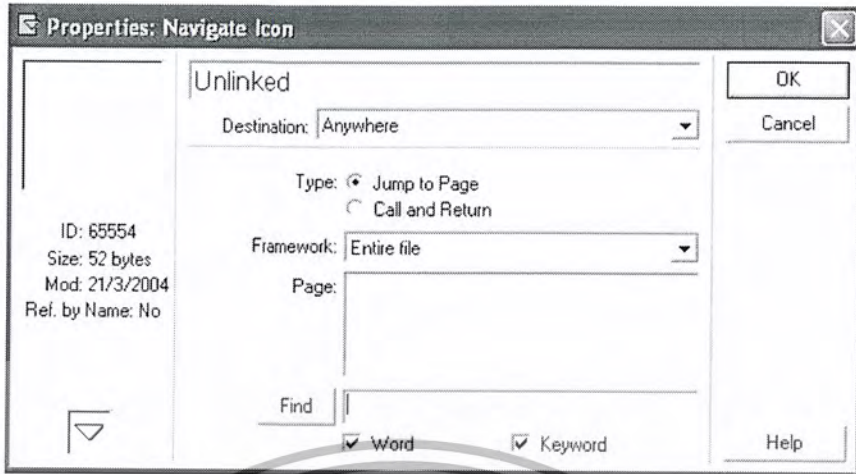 Properties: Navigate Icon
Unlinked
OK
Destination: Anywhere
Cancel
Type: Jump to Page
Call and Return
ID: 65554
Size: 52 bytes
Mod: 21/3/2004
Ref. by Name: No
Framework: Entire file
Page:
Find
Word Keyword
Help